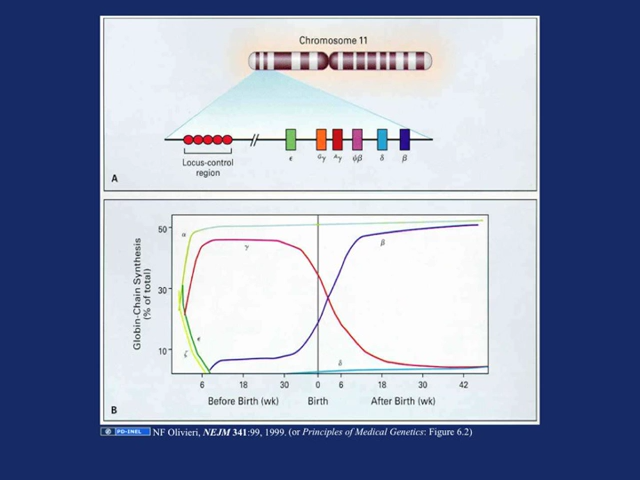 Chromosome 11
Locus-control
region
ε
ᴳγ
ᴬγ
ψβ
δ
β
A
Globin-Chain Synthesis
(% of total)
50
30
10
α
γ
β
ε
ζ
δ
6
18
30
0
6
18
30
42
Before Birth (wk)
Birth
After Birth (wk)
B
PD-INEL
NF Olivieri, NEJM 341:99, 1999. (or Principles of Medical Genetics: Figure 6.2)